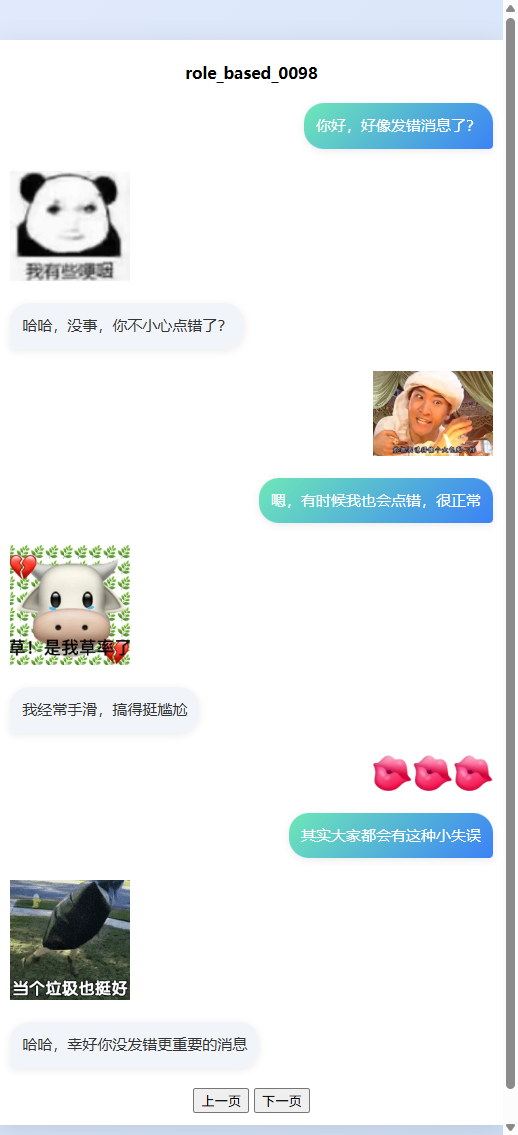 role_based_0098
你好，好像发错消息了？
我有些哽咽
哈哈，没事，你不小心点错了？
嗯，有时候我也会点错，很正常
草！是我草率了
我经常手滑，搞得挺尴尬
其实大家都会有这种小失误
当个垃圾也挺好
哈哈，幸好你没发错更重要的消息
上一页
下一页